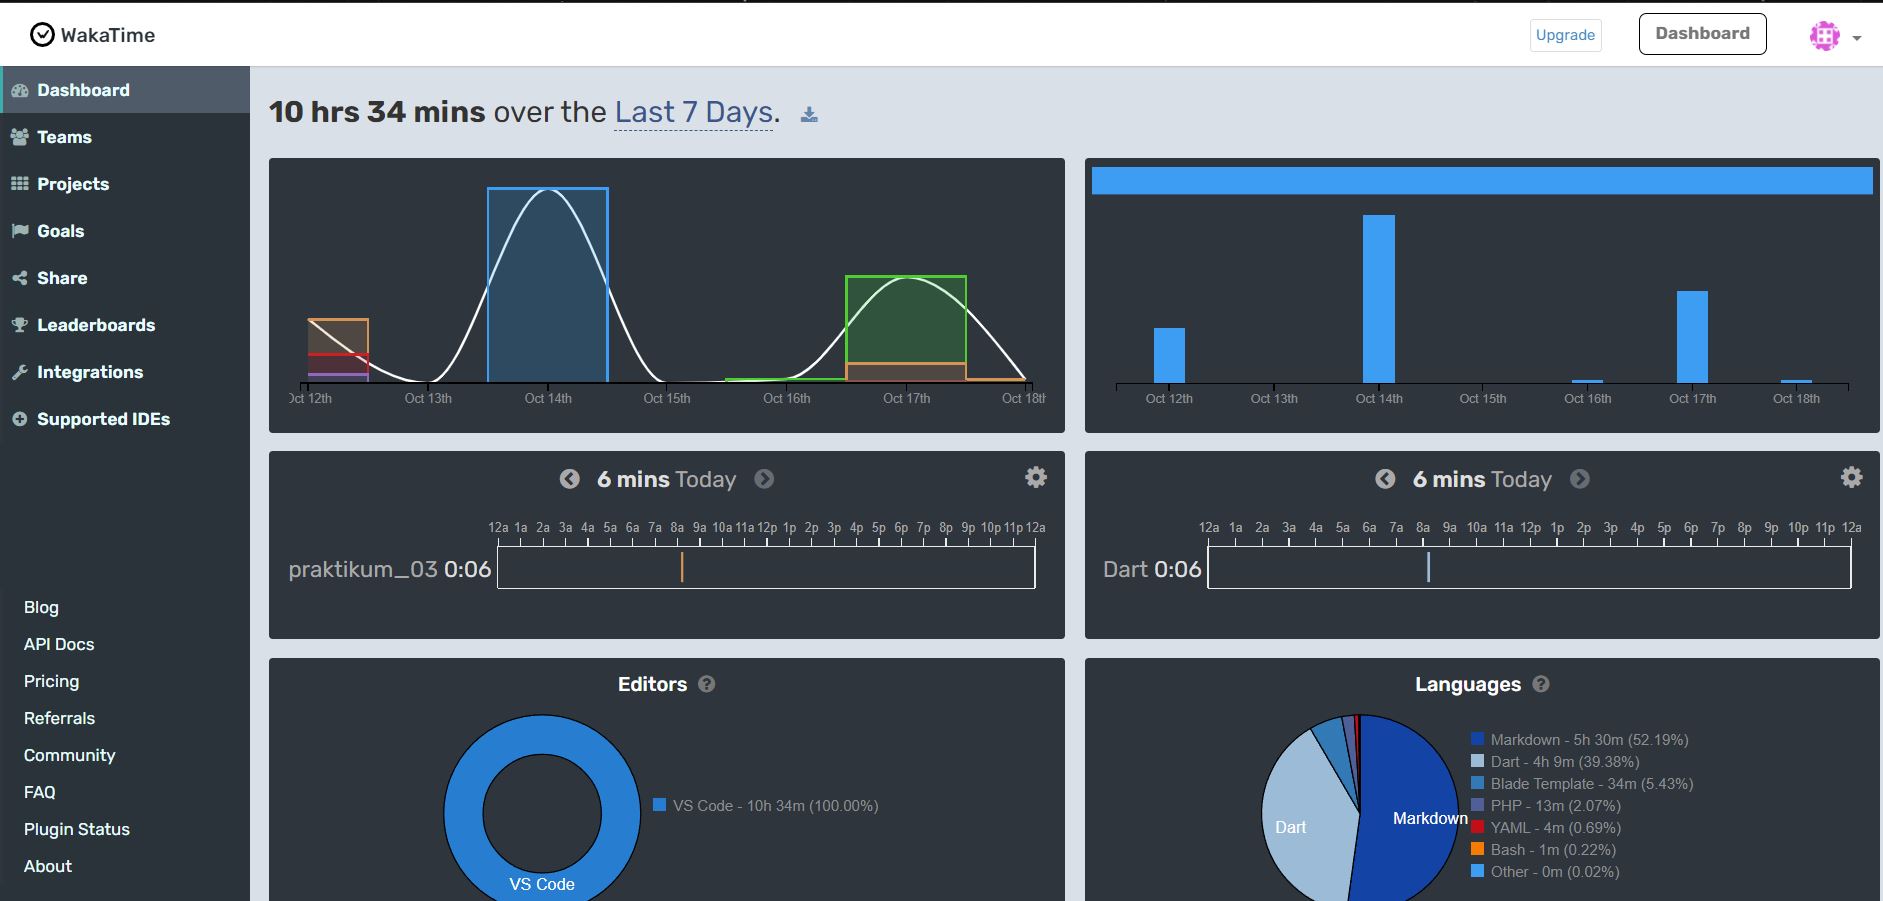 WakaTime
Upgrade
Dashboard
Dashboard
Teams
Projects
Goals
Share
Leaderboards
Integrations
Supported IDEs
Blog
API Docs
Pricing
Referrals
Community
FAQ
Plugin Status
About
10 hrs 34 mins over the Last 7 Days.
Oct 12th Oct 13th Oct 14th Oct 15th Oct 16th Oct 17th Oct 18th
Oct 12th Oct 13th Oct 14th Oct 15th Oct 16th Oct 17th Oct 18th
6 mins Today
12a 1a 2a 3a 4a 5a 6a 7a 8a 9a 10a 11a 12p 1p 2p 3p 4p 5p 6p 7p 8p 9p 10p 11p 12a
praktikum_03 0:06
6 mins Today
12a 1a 2a 3a 4a 5a 6a 7a 8a 9a 10a 11a 12p 1p 2p 3p 4p 5p 6p 7p 8p 9p 10p 11p 12a
Dart 0:06
Editors ?
VS Code - 10h 34m (100.00%)
VS Code
Languages ?
Markdown - 5h 30m (52.19%)
Dart - 4h 9m (39.38%)
Blade Template - 34m (5.43%)
PHP - 13m (2.07%)
YAML - 4m (0.69%)
Bash - 1m (0.22%)
Other - 0m (0.02%)
Markdown
Dart